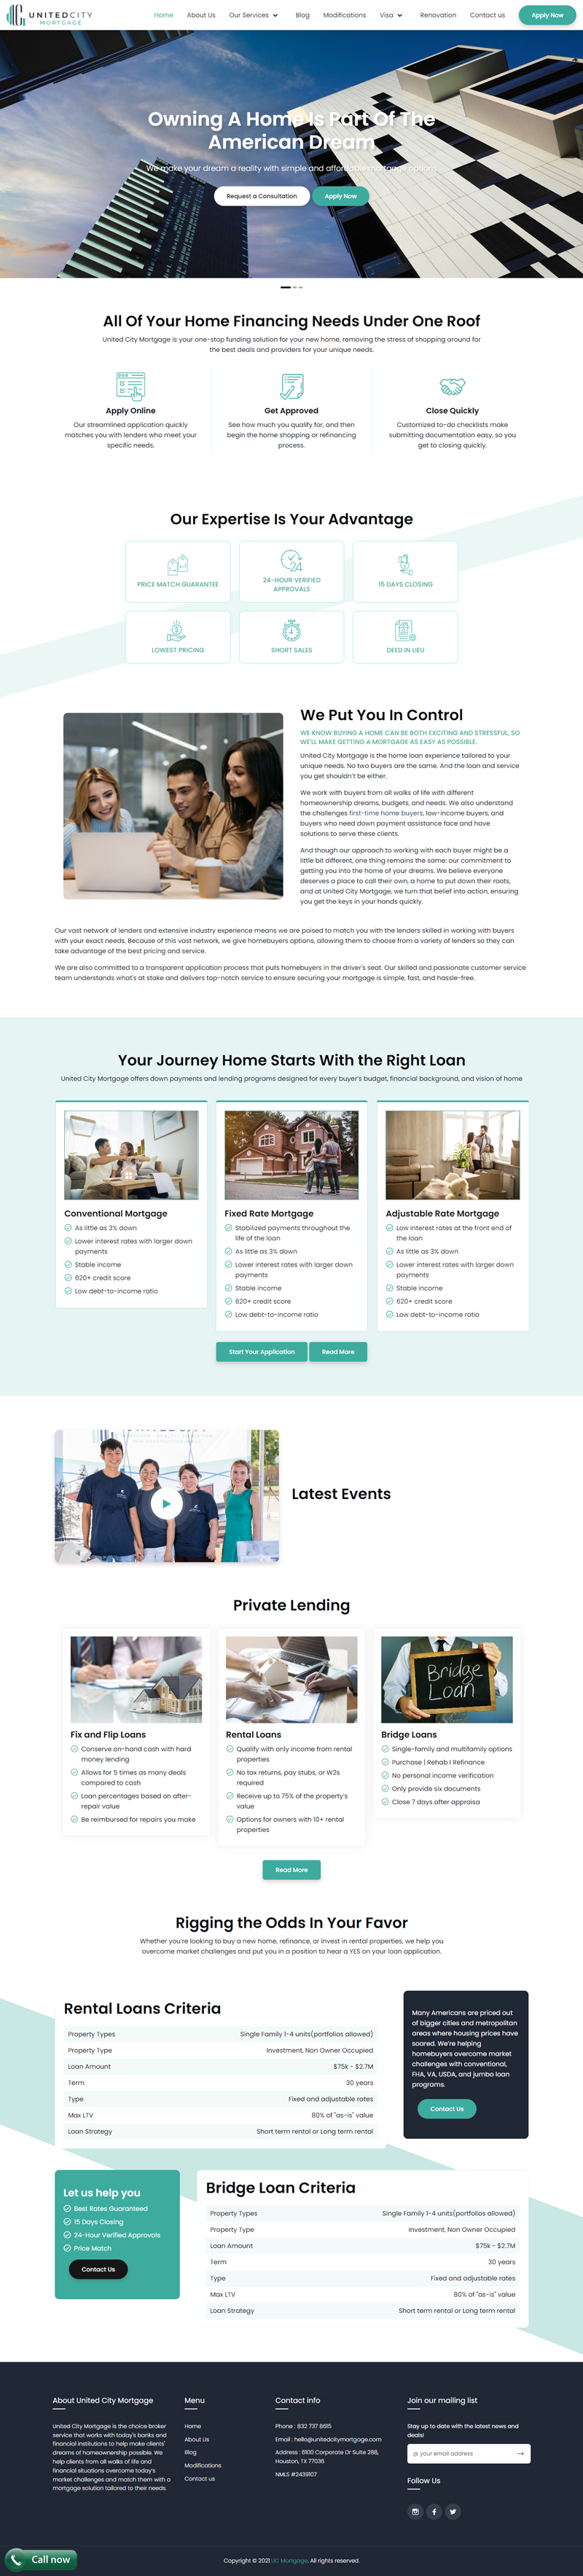 UNITEDCITY
MORTGAGE
Home
About Us
Our Services
Blog
Modifications
Visa
Renovation
Contact us
Apply Now
Owning A Home Is Part Of The
American Dream
We make your dream a reality with simple and affordable mortgage options
Request a Consultation
Apply Now
All Of Your Home Financing Needs Under One Roof
United City Mortgage is your one-stop funding solution for your new home, removing the stress of shopping around for
the best deals and providers for your unique needs.
Apply Online
Our streamlined application quickly
matches you with lenders who meet your
specific needs.
Get Approved
See how much you qualify for, and then
begin the home shopping or refinancing
process.
Close Quickly
Customized to-do checklists make
submitting documentation easy, so you
get to closing quickly.
Our Expertise Is Your Advantage
PRICE MATCH GUARANTEE
24-HOUR VERIFIED
APPROVALS
15 DAYS CLOSING
LOWEST PRICING
SHORT SALES
DEED IN LIEU
We Put You In Control
WE KNOW BUYING A HOME CAN BE BOTH EXCITING AND STRESSFUL, SO
WE'LL MAKE GETTING A MORTGAGE AS EASY AS POSSIBLE.
United City Mortgage is the home loan experience tailored to your
unique needs. No two buyers are the same. And the loan and service
you get shouldn't be either.
We work with buyers from all walks of life with different
homeownership dreams, budgets, and needs. We also understand
the challenges first-time home buyers, low-income buyers, and
buyers who need down payment assistance face and have
solutions to serve these clients.
And though our approach to working with each buyer might be a
little bit different, one thing remains the same: our commitment to
getting you into the home of your dreams. We believe everyone
deserves a place to call their own, a home to put down their roots,
and at United City Mortgage, we turn that belief into action, ensuring
you get the keys in your hands quickly.
Our vast network of lenders and extensive industry experience means we are poised to match you with the lenders skilled in working with buyers
with your exact needs. Because of this vast network, we give homebuyers options, allowing them to choose from a variety of lenders so they can
take advantage of the best pricing and service.
We are also committed to a transparent application process that puts homebuyers in the driver's seat. Our skilled and passionate customer service
team understands what's at stake and delivers top-notch service to ensure securing your mortgage is simple, fast, and hassle-free.
Your Journey Home Starts With the Right Loan
United City Mortgage offers down payments and lending programs designed for every buyer's budget, financial background, and vision of home
Conventional Mortgage
As little as 3% down
Lower interest rates with larger down
payments
Stable income
620+ credit score
Low debt-to-income ratio
Fixed Rate Mortgage
Stabilized payments throughout the
life of the loan
As little as 3% down
Lower interest rates with larger down
payments
Stable income
620+ credit score
Low debt-to-income ratio
Adjustable Rate Mortgage
Low interest rates at the front end of
the loan
As little as 3% down
Lower interest rates with larger down
payments
Stable income
620+ credit score
Low debt-to-income ratio
Start Your Application
Read More
Latest Events
Private Lending
Bridge
Loan
Fix and Flip Loans
Conserve on-hand cash with hard
money lending
Allows for 5 times as many deals
compared to cash
Loan percentages based on after-
repair value
Be reimbursed for repairs you make
Rental Loans
Qualify with only income from rental
properties
No tax returns, pay stubs, or W2s
required
Receive up to 75% of the property's
value
Options for owners with 10+ rental
properties
Bridge Loans
Single-family and multifamily options
Purchase | Rehab I Refinance
No personal income verification
Only provide six documents
Close 7 days after appraisa
Read More
Rigging the Odds In Your Favor
Whether you're looking to buy a new home, refinance, or invest in rental properties, we help you
overcome market challenges and put you in a position to hear a YES on your loan application.
Rental Loans Criteria
Property Types Single Family 1-4 units(portfolios allowed)
Property Type Investment, Non Owner Occupied
Loan Amount $75k - $2.7M
Term 30 years
Type Fixed and adjustable rates
Max LTV 80% of "as-is" value
Loan Strategy Short term rental or Long term rental
Many Americans are priced out
of bigger cities and metropolitan
areas where housing prices have
soared. We're helping
homebuyers overcome market
challenges with conventional,
FHA, VA, USDA, and jumbo loan
programs.
Contact Us
Let us help you
Best Rates Guaranteed
15 Days Closing
24-Hour Verified Approvals
Price Match
Contact Us
Bridge Loan Criteria
Property Types Single Family 1-4 units(portfolios allowed)
Property Type Investment, Non Owner Occupied
Loan Amount $75k - $2.7M
Term 30 years
Type Fixed and adjustable rates
Max LTV 80% of "as-is" value
Loan Strategy Short term rental or Long term rental
About United City Mortgage
United City Mortgage is the choice broker
service that works with today's banks and
financial institutions to help make clients'
dreams of homeownership possible. We
help clients from all walks of life and
financial situations overcome today's
market challenges and match them with a
mortgage solution tailored to their needs.
Menu
Home
About Us
Blog
Modifications
Contact us
Contact info
Phone : 832 737 8615
Email : hello@unitedcitymortgage.com
Address : 6100 Corporate Dr Suite 288,
Houston, TX 77036
NMLS #2439107
Join our mailing list
Stay up to date with the latest news and
deals!
@ your email address
Follow Us
Call now
Copyright © 2021 UC Mortgage. All rights reserved.